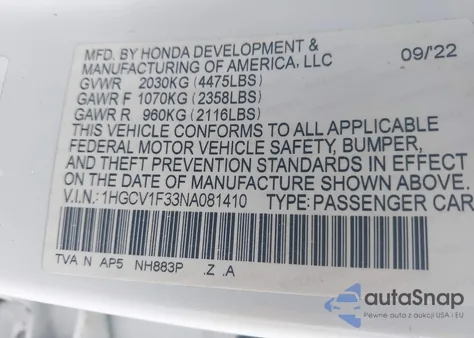 MFD. BY HONDA DEVELOPMENT &
MANUFACTURING OF AMERICA, LLC 09/'22
GVWR 2030KG (4475LBS)
GAWR F 1070KG (2358LBS)
GAWR R 960KG (2116LBS)
THIS VEHICLE CONFORMS TO ALL APPLICABLE
FEDERAL MOTOR VEHICLE SAFETY, BUMPER,
AND THEFT PREVENTION STANDARDS IN EFFECT
ON THE DATE OF MANUFACTURE SHOWN ABOVE.
V.I.N.: 1HGCV1F33NA081410 TYPE: PASSENGER CAR
TVA N AP5 NH883P .Z .A
autoSnap
Pewne auta z aukcji USA i EU